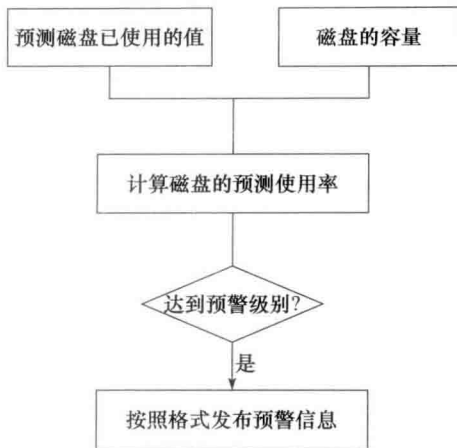 预测磁盘已使用的值
磁盘的容量
计算磁盘的预测使用率
达到预警级别?
是
按照格式发布预警信息